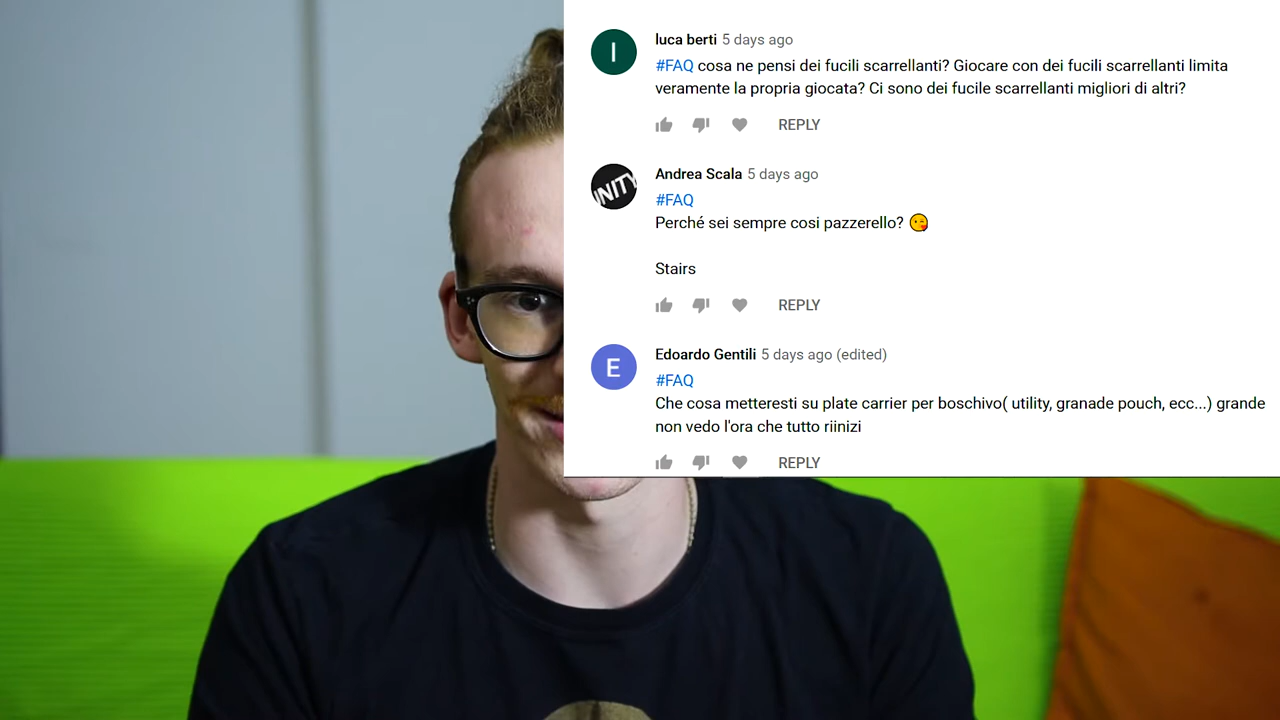 I
luca berti 5 days ago
#FAQ cosa ne pensi dei fucili scarrellanti? Giocare con dei fucili scarrellanti limita
veramente la propria giocata? Ci sono dei fucile scarrellanti migliori di altri?
REPLY
NITY
Andrea Scala 5 days ago
#FAQ
Perché sei sempre cosi pazzerello? 😘
Stairs
REPLY
E
Edoardo Gentili 5 days ago (edited)
#FAQ
Che cosa metteresti su plate carrier per boschivo( utility, granade pouch, ecc...) grande
non vedo l'ora che tutto riinizi
REPLY